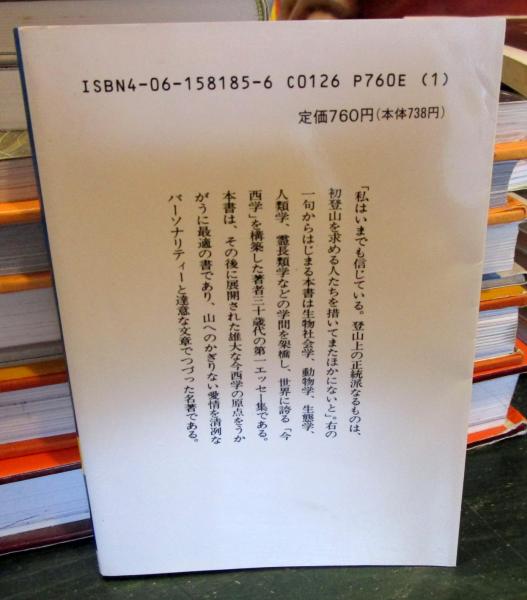 ISBN4-06-158185-6 C0126 P760E (1)
定価760円(本体738円)
「私はいまでも信じている。登山上の正統派なるものは、
初登山を求める人たちを措いてまたほかにないと」。右の
一句からはじまる本書は生物社会学、動物学、生態学、
人類学、霊長類学などの学問を架橋し、世界に誇る「今
西学」を構築した著者三十歳代の第一エッセー集である。
本書は、その後に展開された雄大な今西学の原点をうか
がうに最適の書であり、山へのかぎりない愛情を清冽な
パーソナリティーと達意な文章でつづった名著である。